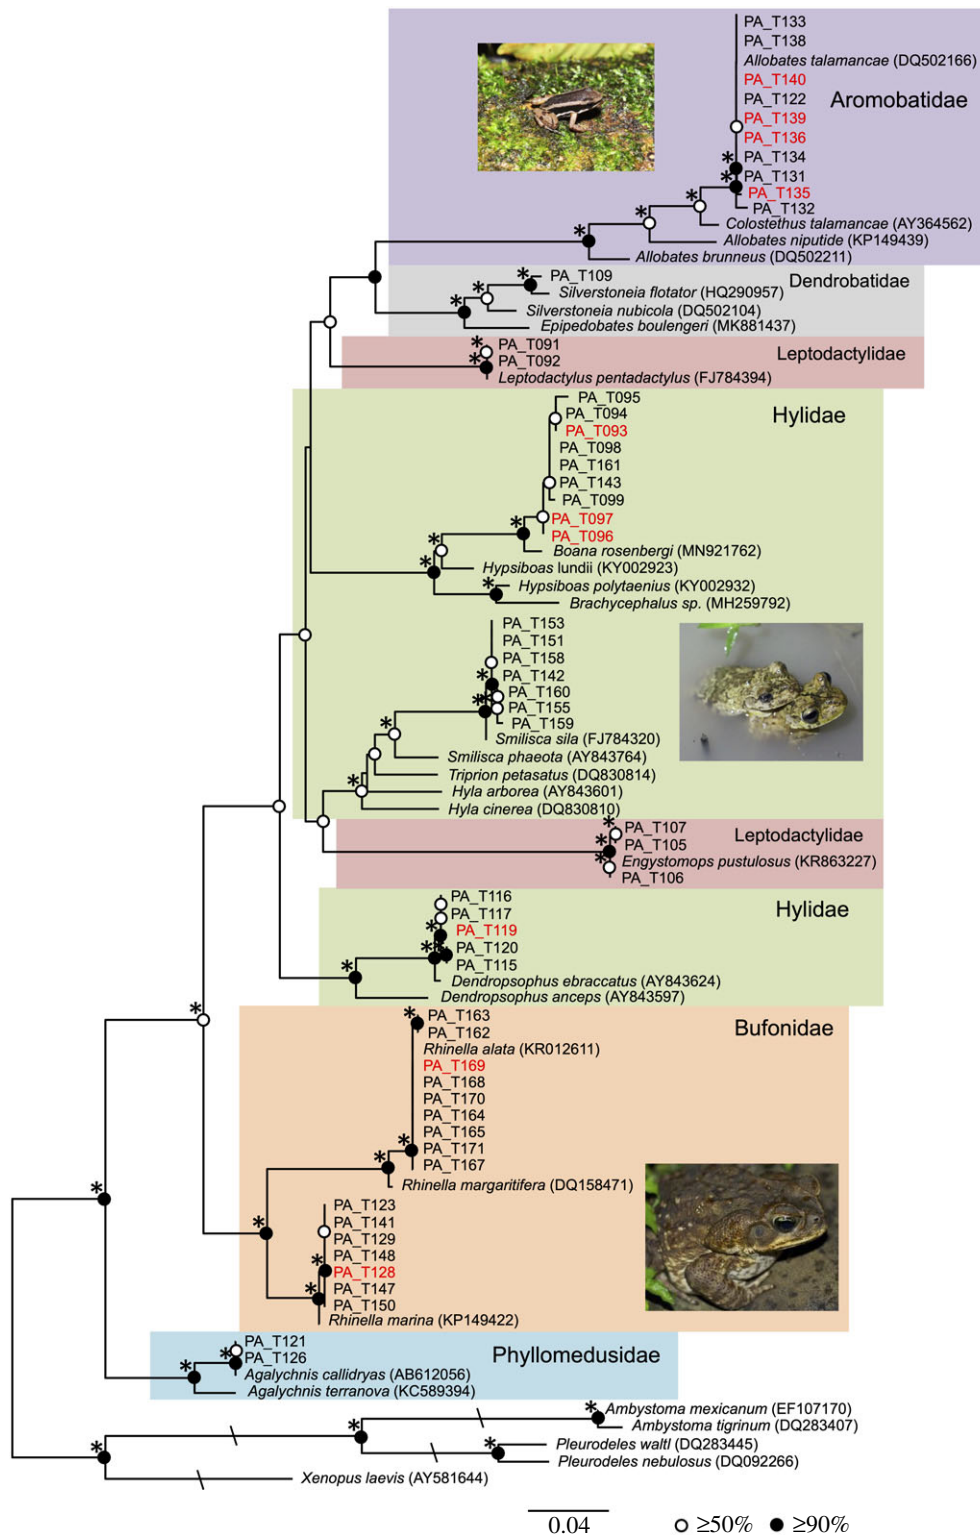 PA_T133
PA_T138
Allobates talamancae (DQ502166)
PA_T140
PA_T122
Aromobatidae
PA_T139
PA_T136
PA_T134
PA_T131
PA_T135
PA_T132
Colostethus talamancae (AY364562)
Allobates niputide (KP149439)
Allobates brunneus (DQ502211)
PA_T109
Dendrobatidae
Silverstoneia flotator (HQ290957)
Silverstoneia nubicola (DQ502104)
Epipedobates boulengeri (MK881437)
PA_T091
Leptodactylidae
PA_T092
Leptodactylus pentadactylus (FJ784394)
PA_T095
Hylidae
PA_T094
PA_T093
PA_T098
PA_T161
PA_T143
PA_T099
PA_T097
PA_T096
Boana rosenbergi (MN921762)
Hypsiboas lundii (KY002923)
Hypsiboas polytaenius (KY002932)
Brachycephalus sp. (MH259792)
PA_T153
PA_T151
PA_T158
PA_T142
PA_T160
PA_T155
PA_T159
Smilisca sila (FJ784320)
Smilisca phaeota (AY843764)
Triprion petasatus (DQ830814)
Hyla arborea (AY843601)
Hyla cinerea (DQ830810)
PA_T107
Leptodactylidae
PA_T105
Engystomops pustulosus (KR863227)
PA_T106
PA_T116
Hylidae
PA_T117
PA_T119
PA_T120
PA_T115
Dendropsophus ebraccatus (AY843624)
Dendropsophus anceps (AY843597)
PA_T163
Bufonidae
PA_T162
Rhinella alata (KR012611)
PA_T169
PA_T168
PA_T170
PA_T164
PA_T165
PA_T171
PA_T167
Rhinella margaritifera (DQ158471)
PA_T123
PA_T141
PA_T129
PA_T148
PA_T128
PA_T147
PA_T150
Rhinella marina (KP149422)
PA_T121
Phyllomedusidae
PA_T126
Agalychnis callidryas (AB612056)
Agalychnis terranova (KC589394)
Ambystoma mexicanum (EF107170)
Ambystoma tigrinum (DQ283407)
Pleurodeles waltl (DQ283445)
Pleurodeles nebulosus (DQ092266)
Xenopus laevis (AY581644)
0.04
≥50%
≥90%